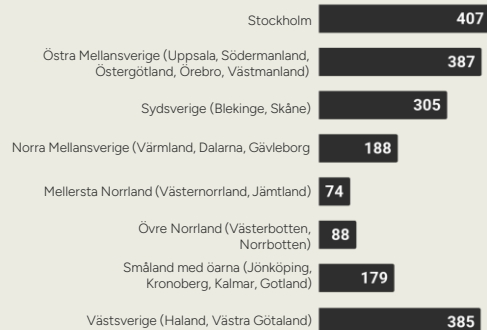 Stockholm 407
Östra Mellansverige (Uppsala, Södermanland,
Östergötland, Örebro, Västmanland) 387
Sydsverige (Blekinge, Skåne) 305
Norra Mellansverige (Värmland, Dalarna, Gävleborg 188
Mellersta Norrland (Västernorrland, Jämtland) 74
Övre Norrland (Västerbotten,
Norrbotten) 88
Småland med öarna (Jönköping,
Kronoberg, Kalmar, Gotland) 179
Västsverige (Haland, Västra Götaland) 385